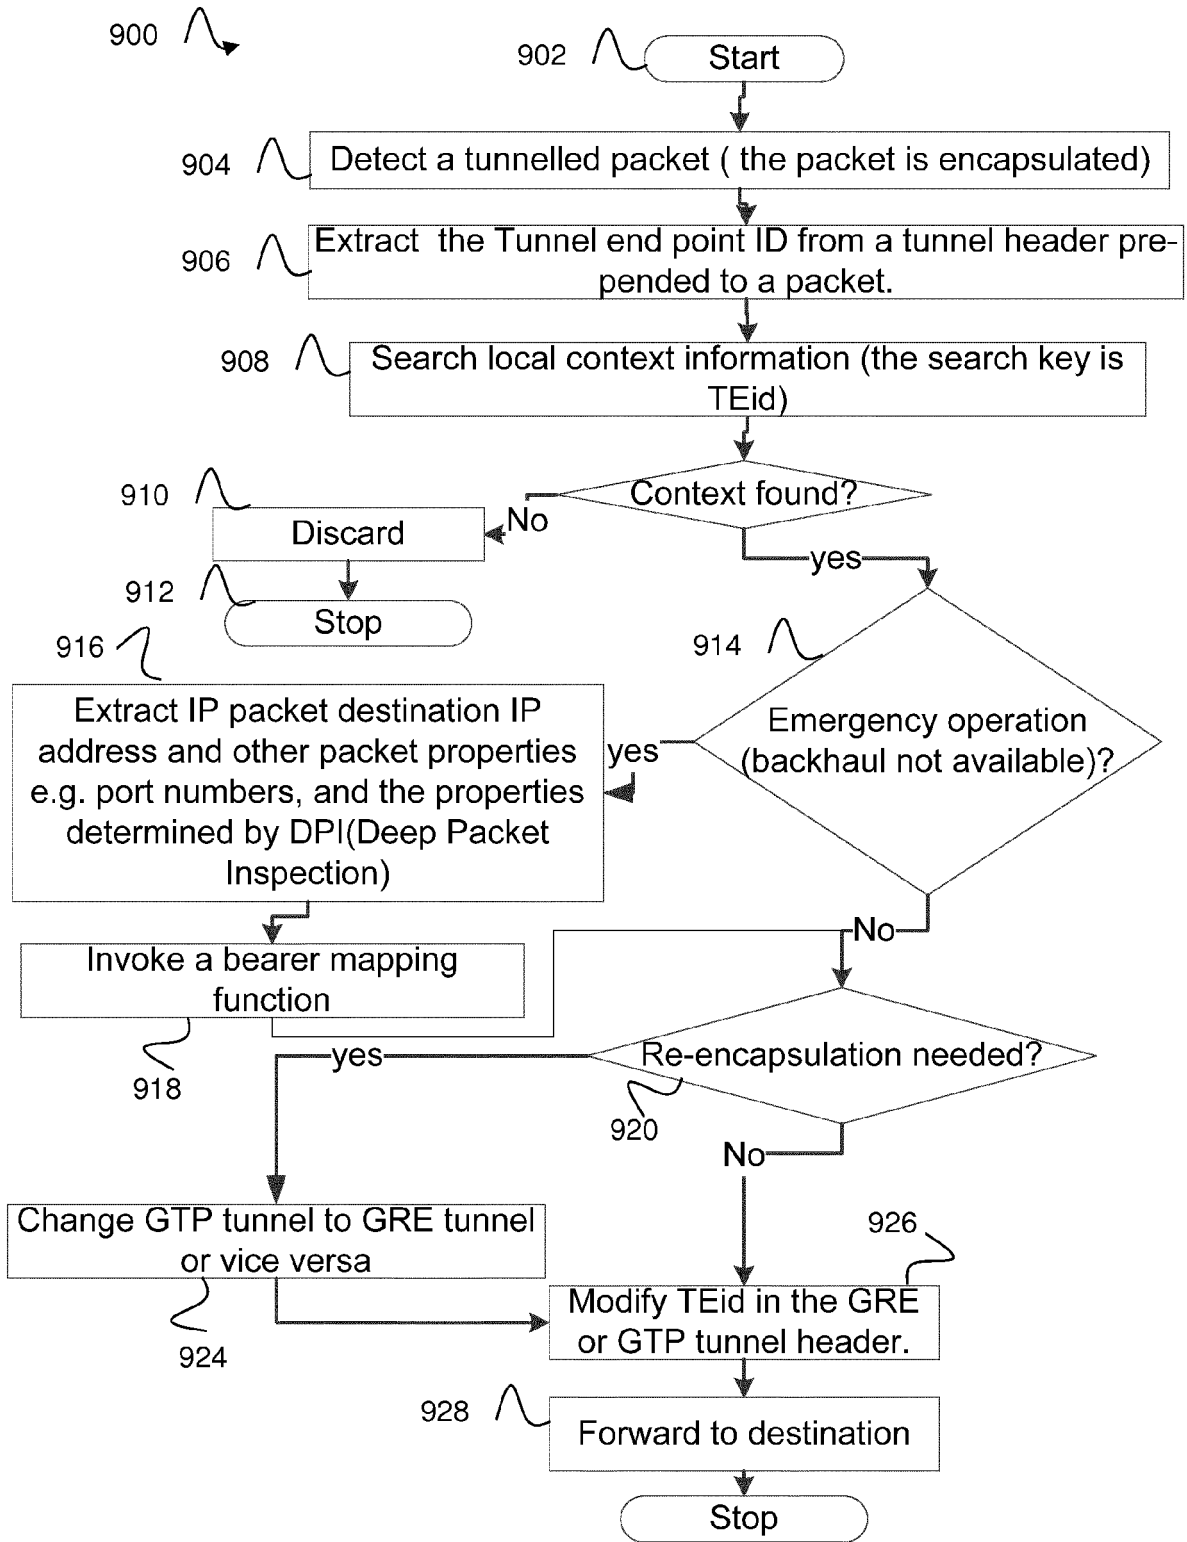 900
902
Start
904
Detect a tunnelled packet ( the packet is encapsulated)
906
Extract the Tunnel end point ID from a tunnel header pre-
pended to a packet.
908
Search local context information (the search key is
TEid)
Context found?
910
No
Discard
yes
912
Stop
914
916
Emergency operation
(backhaul not available)?
yes
Extract IP packet destination IP
address and other packet properties
e.g. port numbers, and the properties
determined by DPI(Deep Packet
Inspection)
No
Invoke a bearer mapping
function
918
Re-encapsulation needed?
yes
920
No
Change GTP tunnel to GRE tunnel
or vice versa
924
926
Modify TEid in the GRE
or GTP tunnel header.
928
Forward to destination
Stop